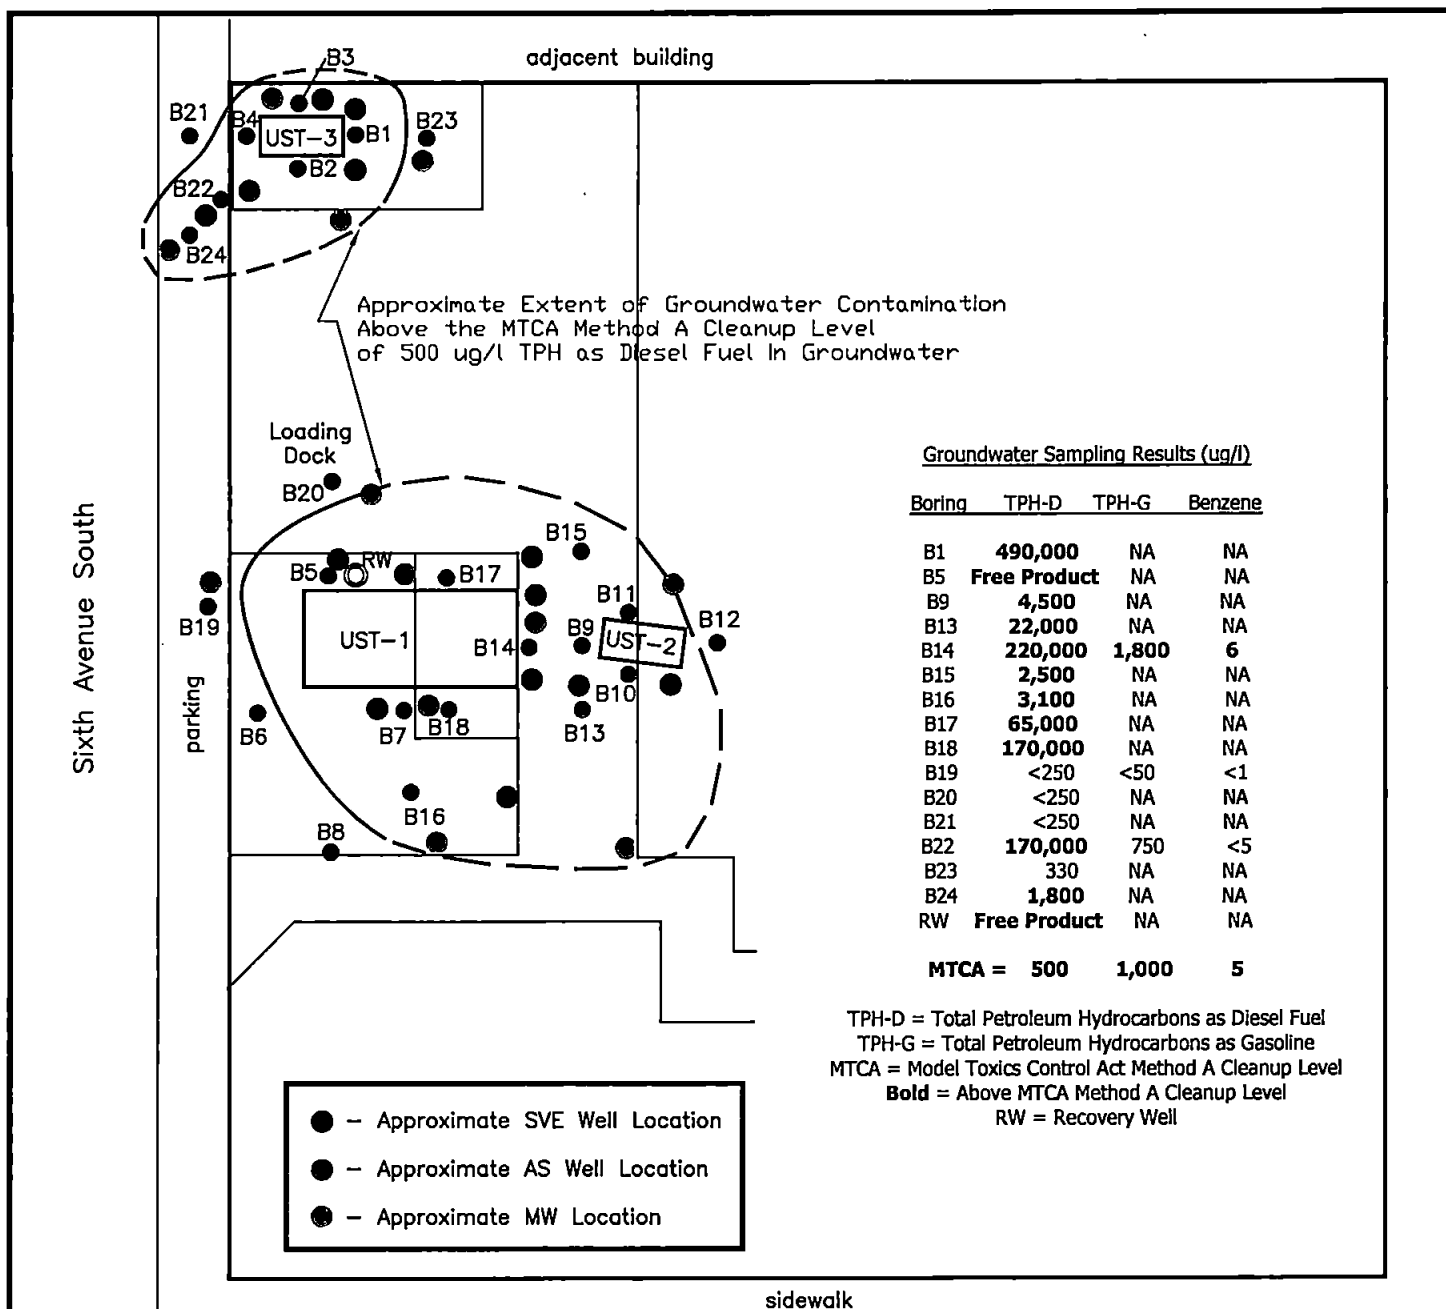 adjacent building
B3
B21
B4
UST-3
B1
B23
B2
B22
B24
Approximate Extent of Groundwater Contamination
Above the MTCA Method A Cleanup Level
of 500 ug/l TPH as Diesel Fuel In Groundwater
Loading
Dock
B20
Sixth Avenue South
parking
B15
RW
B5
B17
B11
B12
B19
UST-1
B14
B9
UST-2
B10
B6
B7
B18
B13
B16
B8
Groundwater Sampling Results (ug/l)
Boring TPH-D TPH-G Benzene
B1 490,000 NA NA
B5 Free Product NA NA
B9 4,500 NA NA
B13 22,000 NA NA
B14 220,000 1,800 6
B15 2,500 NA NA
B16 3,100 NA NA
B17 65,000 NA NA
B18 170,000 NA NA
B19 <250 <50 <1
B20 <250 NA NA
B21 <250 NA NA
B22 170,000 750 <5
B23 330 NA NA
B24 1,800 NA NA
RW Free Product NA NA
MTCA = 500 1,000 5
TPH-D = Total Petroleum Hydrocarbons as Diesel Fuel
TPH-G = Total Petroleum Hydrocarbons as Gasoline
MTCA = Model Toxics Control Act Method A Cleanup Level
Bold = Above MTCA Method A Cleanup Level
RW = Recovery Well
- Approximate SVE Well Location
- Approximate AS Well Location
- Approximate MW Location
sidewalk